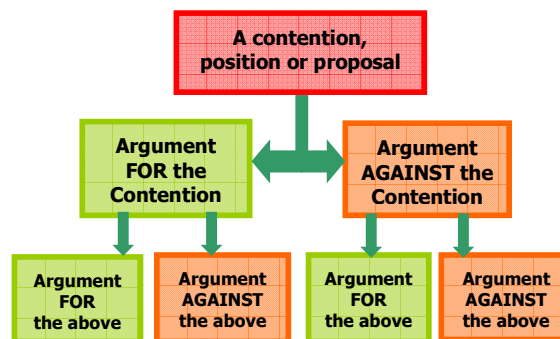 A contention,
position or proposal
Argument
FOR the
Contention
Argument
AGAINST the
Contention
Argument
FOR
the above
Argument
AGAINST
the above
Argument
FOR
the above
Argument
AGAINST
the above